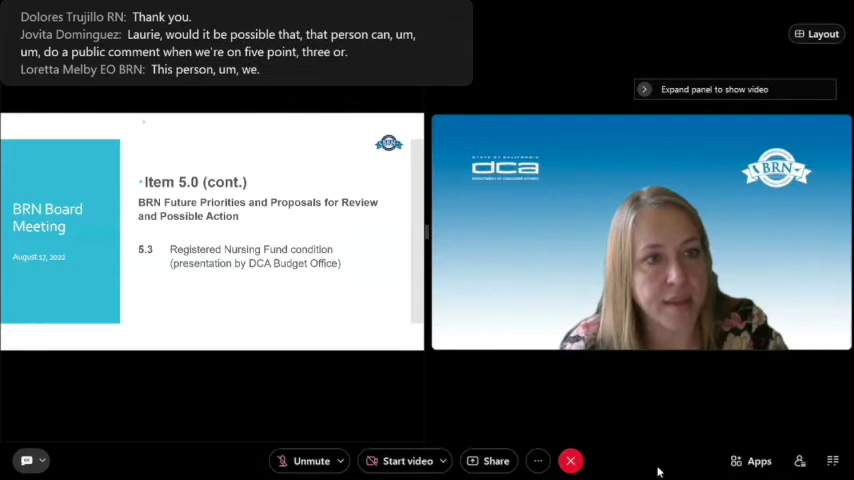 Dolores Trujillo RN: Thank you.
Jovita Dominguez: Laurie, would it be possible that, that person can, um,
um, do a public comment when we're on five point, three or.
Loretta Melby EO BRN: This person, um, we.
Layout
Expand panel to show video
BRN Board
Meeting
August 17, 2022
BRN
Item 5.0 (cont.)
BRN Future Priorities and Proposals for Review
and Possible Action
5.3 Registered Nursing Fund condition
(presentation by DCA Budget Office)
STATE OF CALIFORNIA
dca
DEPARTMENT OF CONSUMER AFFAIRS
BRN
Unmute
Start video
Share
Apps